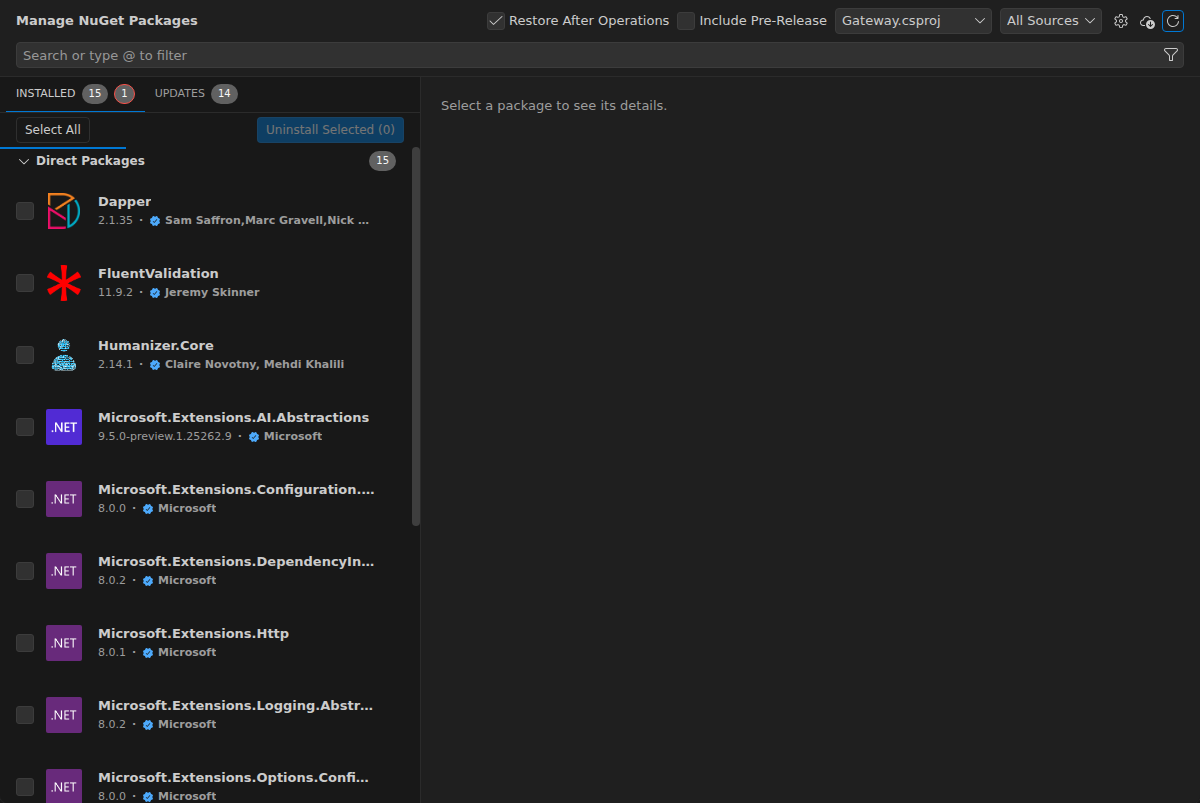 Manage NuGet Packages
Restore After Operations
Include Pre-Release
Gateway.csproj
All Sources
Search or type @ to filter
INSTALLED 15 1 UPDATES 14
Select a package to see its details.
Select All
Uninstall Selected (0)
Direct Packages 15
Dapper
2.1.35 · Sam Saffron,Marc Gravell,Nick ...
FluentValidation
11.9.2 · Jeremy Skinner
Humanizer.Core
2.14.1 · Claire Novotny, Mehdi Khalili
.NET
Microsoft.Extensions.AI.Abstractions
9.5.0-preview.1.25262.9 · Microsoft
.NET
Microsoft.Extensions.Configuration....
8.0.0 · Microsoft
.NET
Microsoft.Extensions.DependencyIn...
8.0.2 · Microsoft
.NET
Microsoft.Extensions.Http
8.0.1 · Microsoft
.NET
Microsoft.Extensions.Logging.Abstr...
8.0.2 · Microsoft
.NET
Microsoft.Extensions.Options.Confi...
8.0.0 · Microsoft